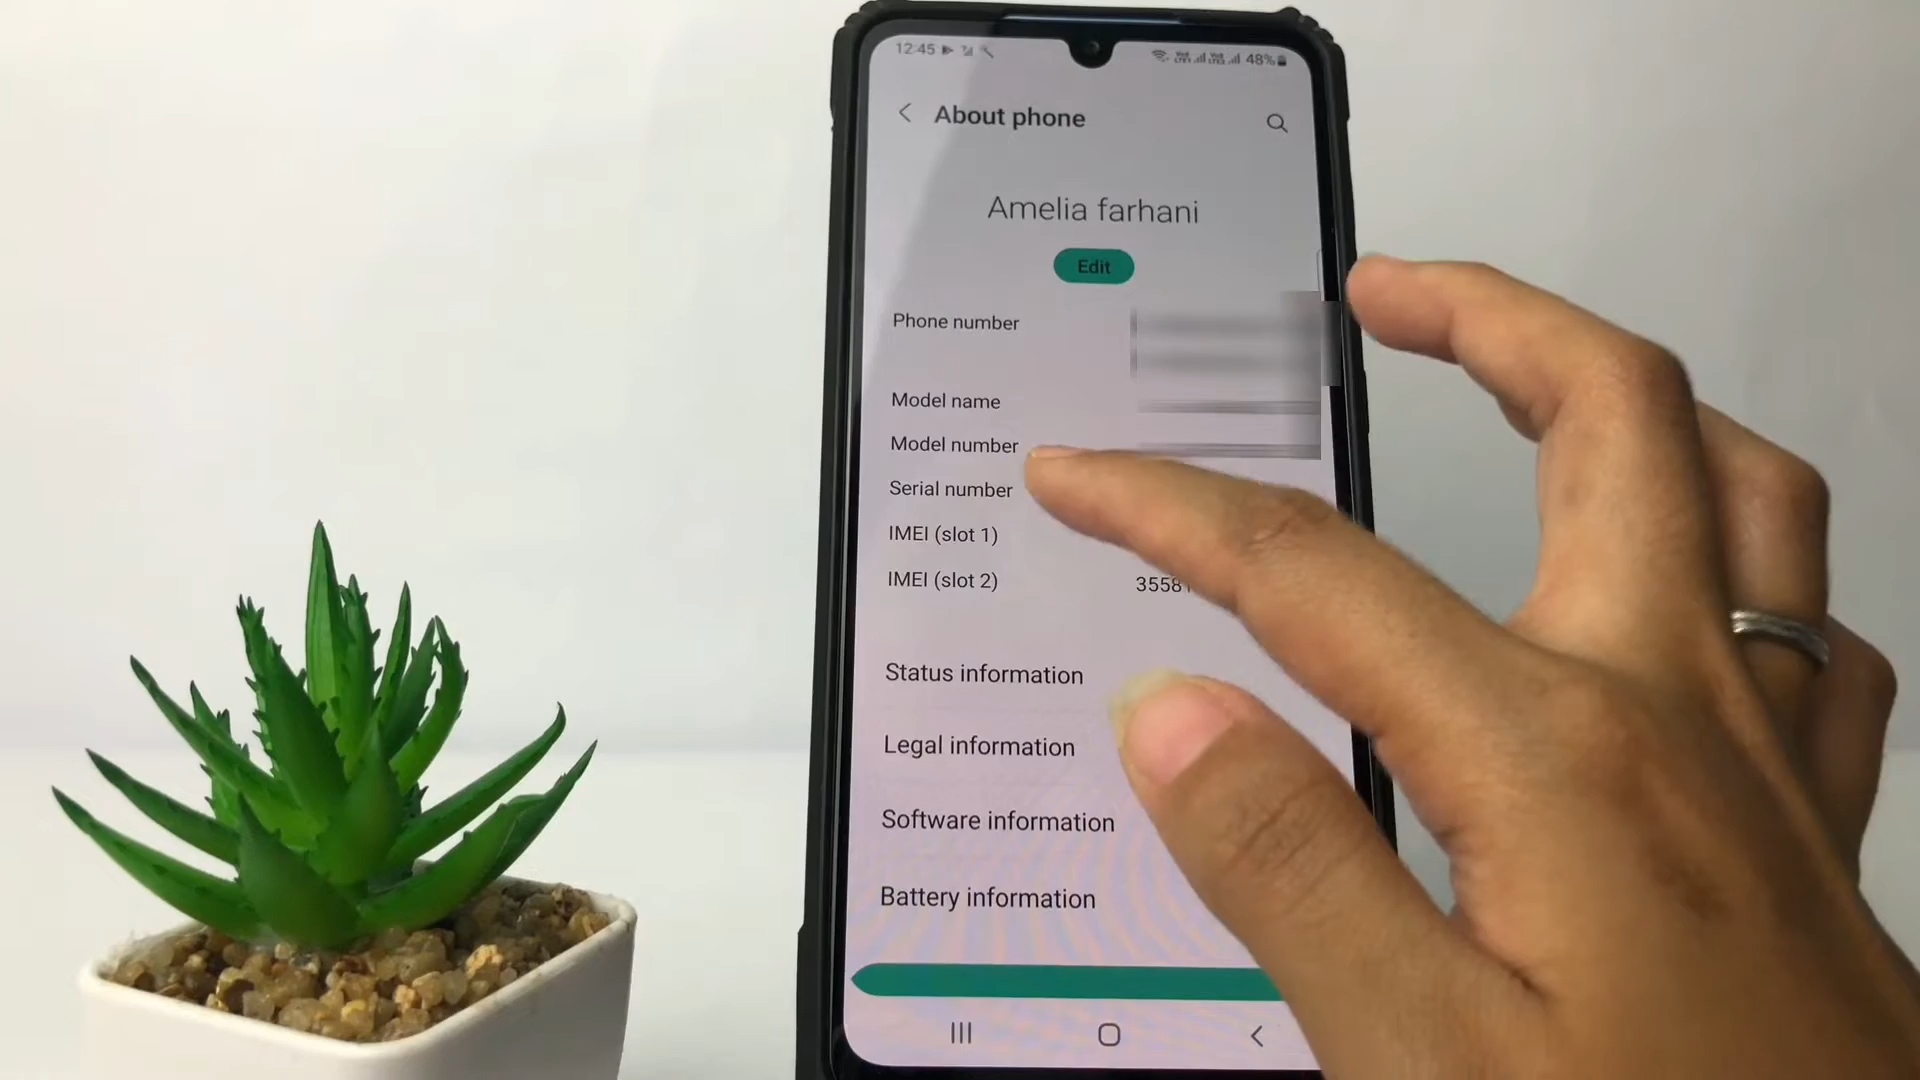 12:45
48%
About phone
Amelia farhani
Edit
Phone number
Model name
Model number
Serial number
IMEI (slot 1)
IMEI (slot 2)
3558
Status information
Legal information
Software information
Battery information